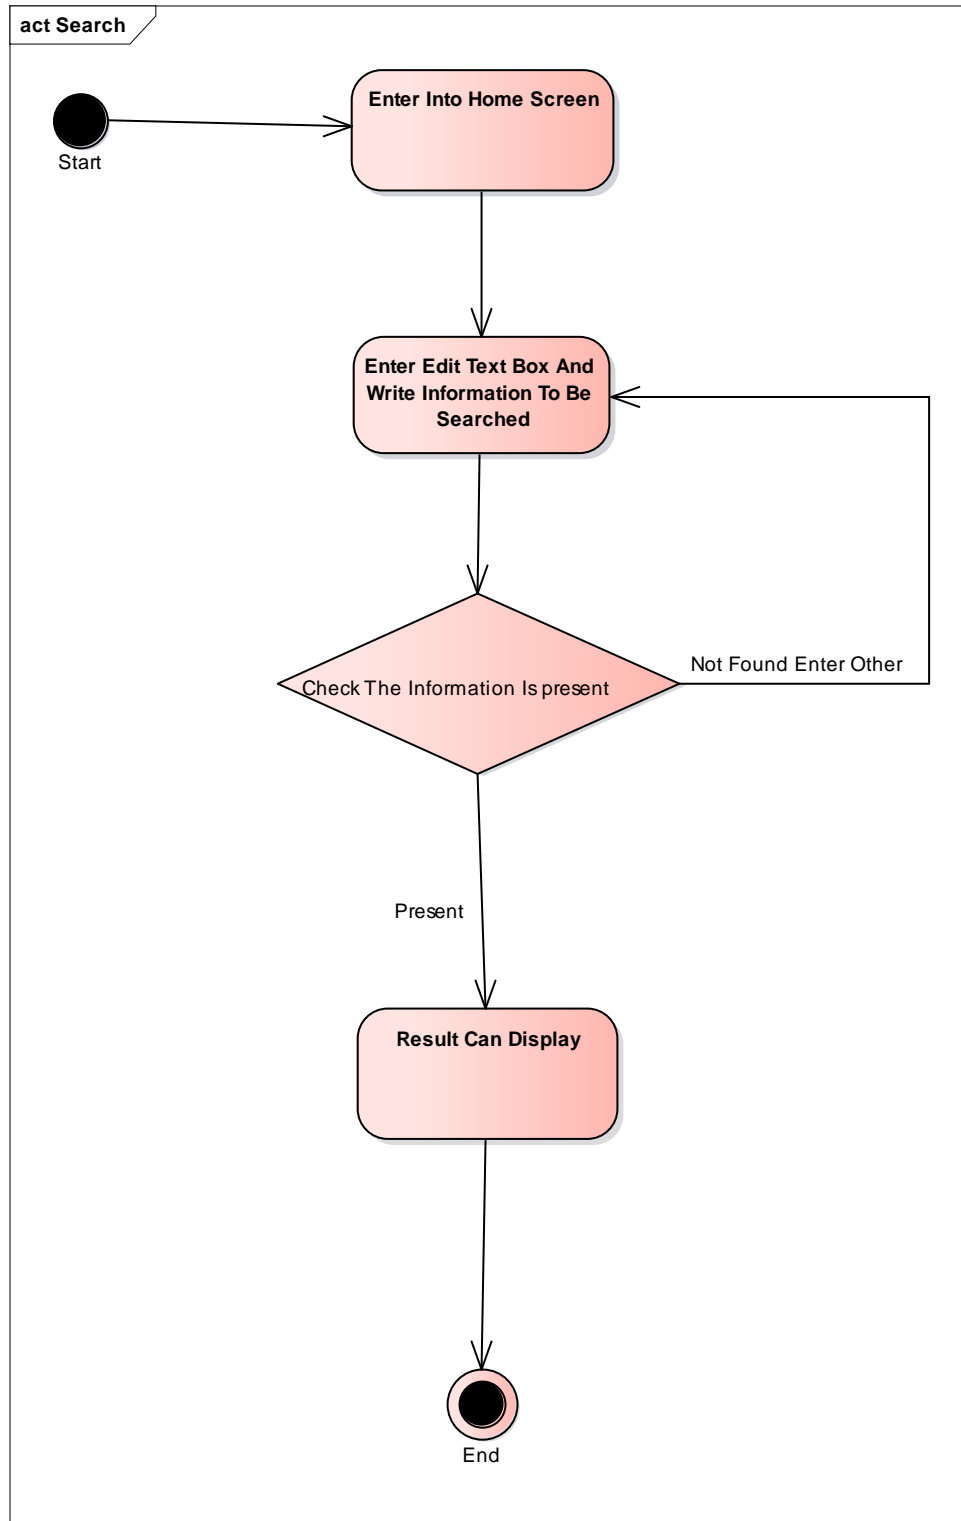 act Search
Enter Into Home Screen
Start
Enter Edit Text Box And
Write Information To Be
Searched
Not Found Enter Other
Check The Information Is present
Present
Result Can Display
End